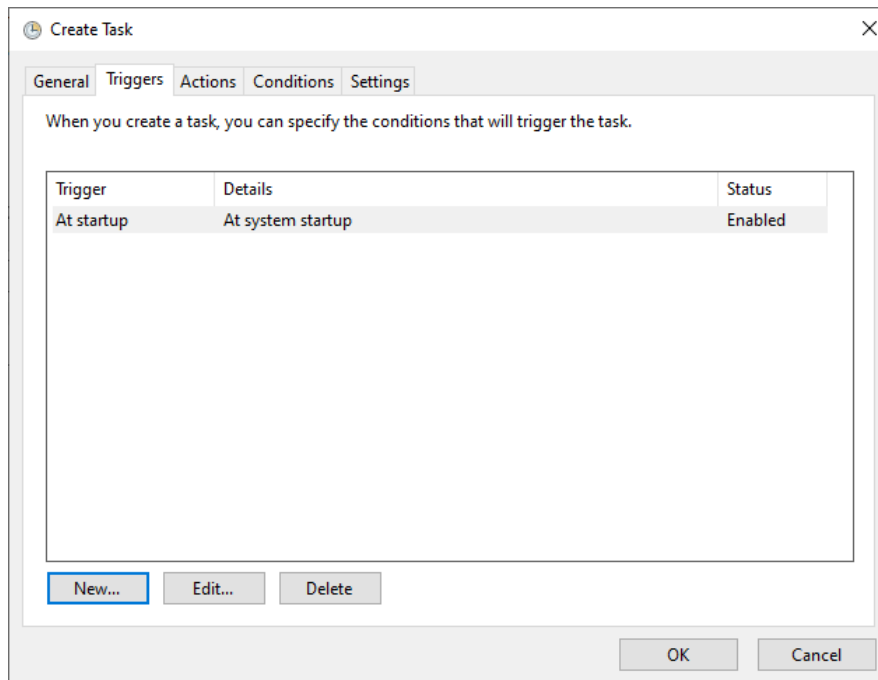 Create Task
General Triggers Actions Conditions Settings
When you create a task, you can specify the conditions that will trigger the task.
Trigger Details Status
At startup At system startup Enabled
New... Edit... Delete
OK Cancel